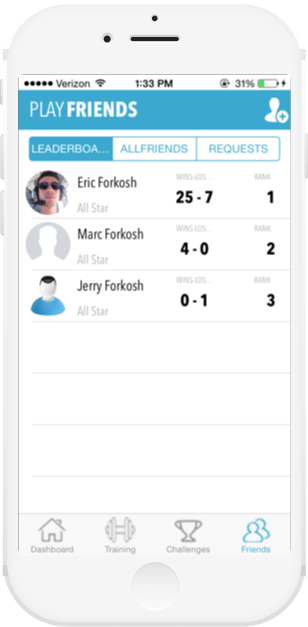 Verizon 1:33 PM 31%
PLAY FRIENDS
LEADERBOA... ALLFRIENDS REQUESTS
Eric Forkosh WINS-LOS... RANK
All Star 25 - 7 1
Marc Forkosh WINS-LOS... RANK
All Star 4 - 0 2
Jerry Forkosh WINS-LOS... RANK
All Star 0 - 1 3
Dashboard Training Challenges Friends